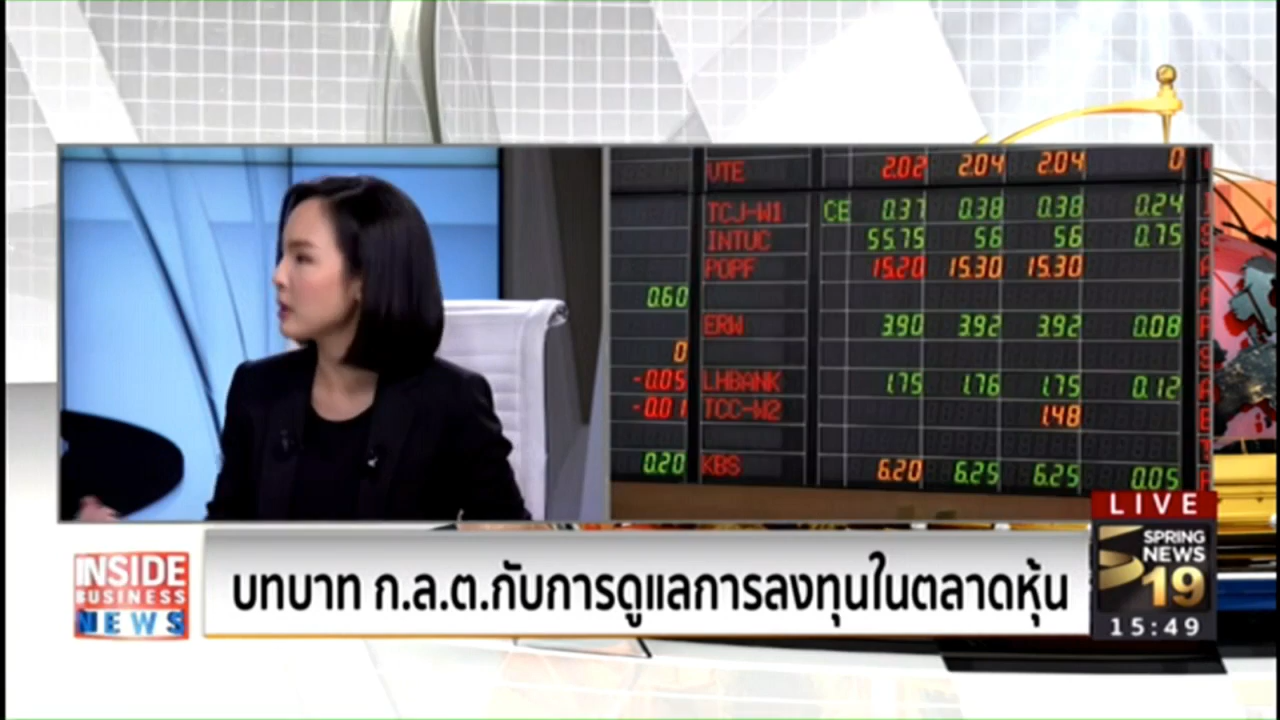 VTE 2.02 2.04 2.04 0
TCJ-W1 CE 0.37 0.38 0.38 0.24
INTUC 55.75 56 56 0.75
POPF 15.20 15.30 15.30
0.60
ERW 3.90 3.92 3.92 0.08
0
-0.05 LHBANK 1.75 1.76 1.75 0.12
-0.01 TCC-W2 1.48
0.20 KBS 6.20 6.25 6.25 0.05
LIVE
INSIDE
BUSINESS
NEWS
บทบาท ก.ล.ต.กับการดูแลการลงทุนในตลาดหุ้น
SPRING
NEWS
19
15:49